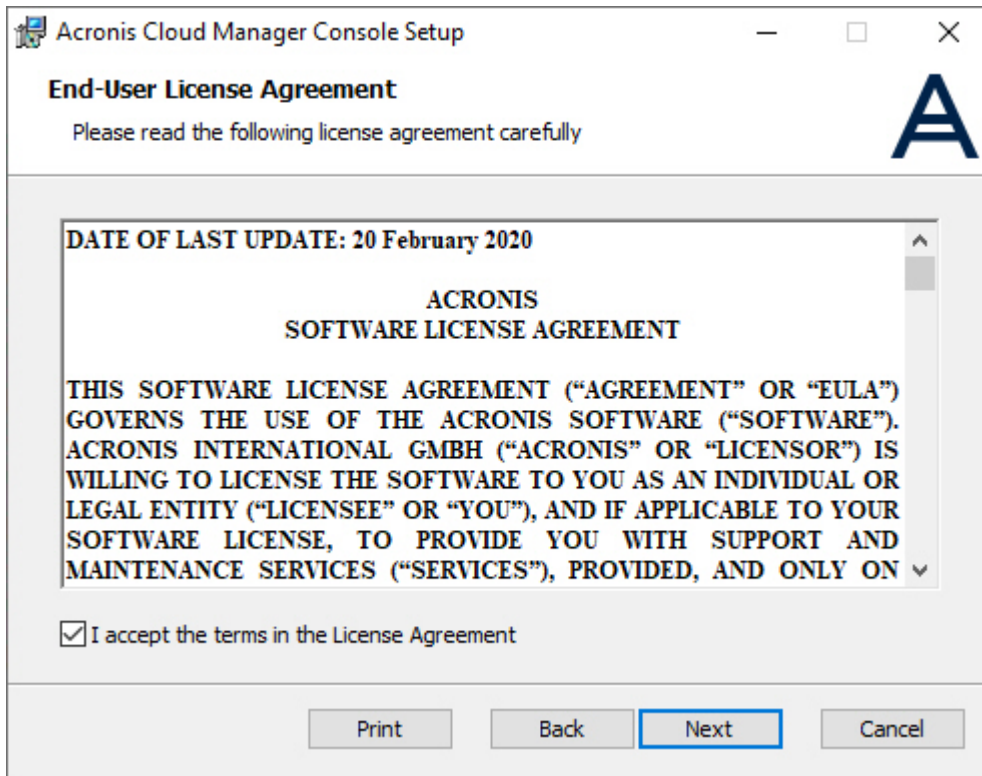 Acronis Cloud Manager Console Setup
End-User License Agreement
Please read the following license agreement carefully
DATE OF LAST UPDATE: 20 February 2020
ACRONIS
SOFTWARE LICENSE AGREEMENT
THIS SOFTWARE LICENSE AGREEMENT (“AGREEMENT” OR “EULA”)
GOVERNS THE USE OF THE ACRONIS SOFTWARE (“SOFTWARE”).
ACRONIS INTERNATIONAL GMBH (“ACRONIS” OR “LICENSOR”) IS
WILLING TO LICENSE THE SOFTWARE TO YOU AS AN INDIVIDUAL OR
LEGAL ENTITY (“LICENSEE” OR “YOU”), AND IF APPLICABLE TO YOUR
SOFTWARE LICENSE, TO PROVIDE YOU WITH SUPPORT AND
MAINTENANCE SERVICES (“SERVICES”), PROVIDED, AND ONLY ON
I accept the terms in the License Agreement
Print Back Next Cancel